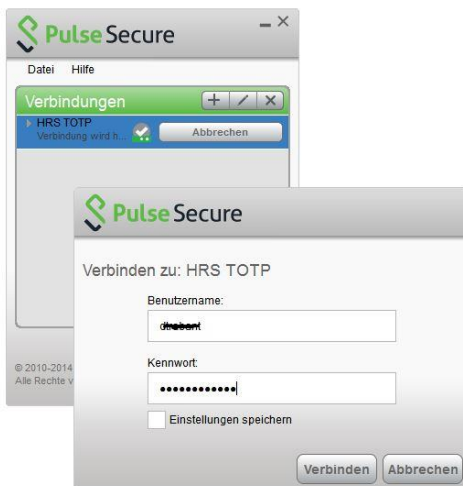 Pulse Secure
Datei Hilfe
Verbindungen
HRS TOTP
Verbindung wird h...
Abbrechen
Pulse Secure
Verbinden zu: HRS TOTP
Benutzername:
Kennwort:
Einstellungen speichern
Verbinden Abbrechen
© 2010-2014
Alle Rechte v